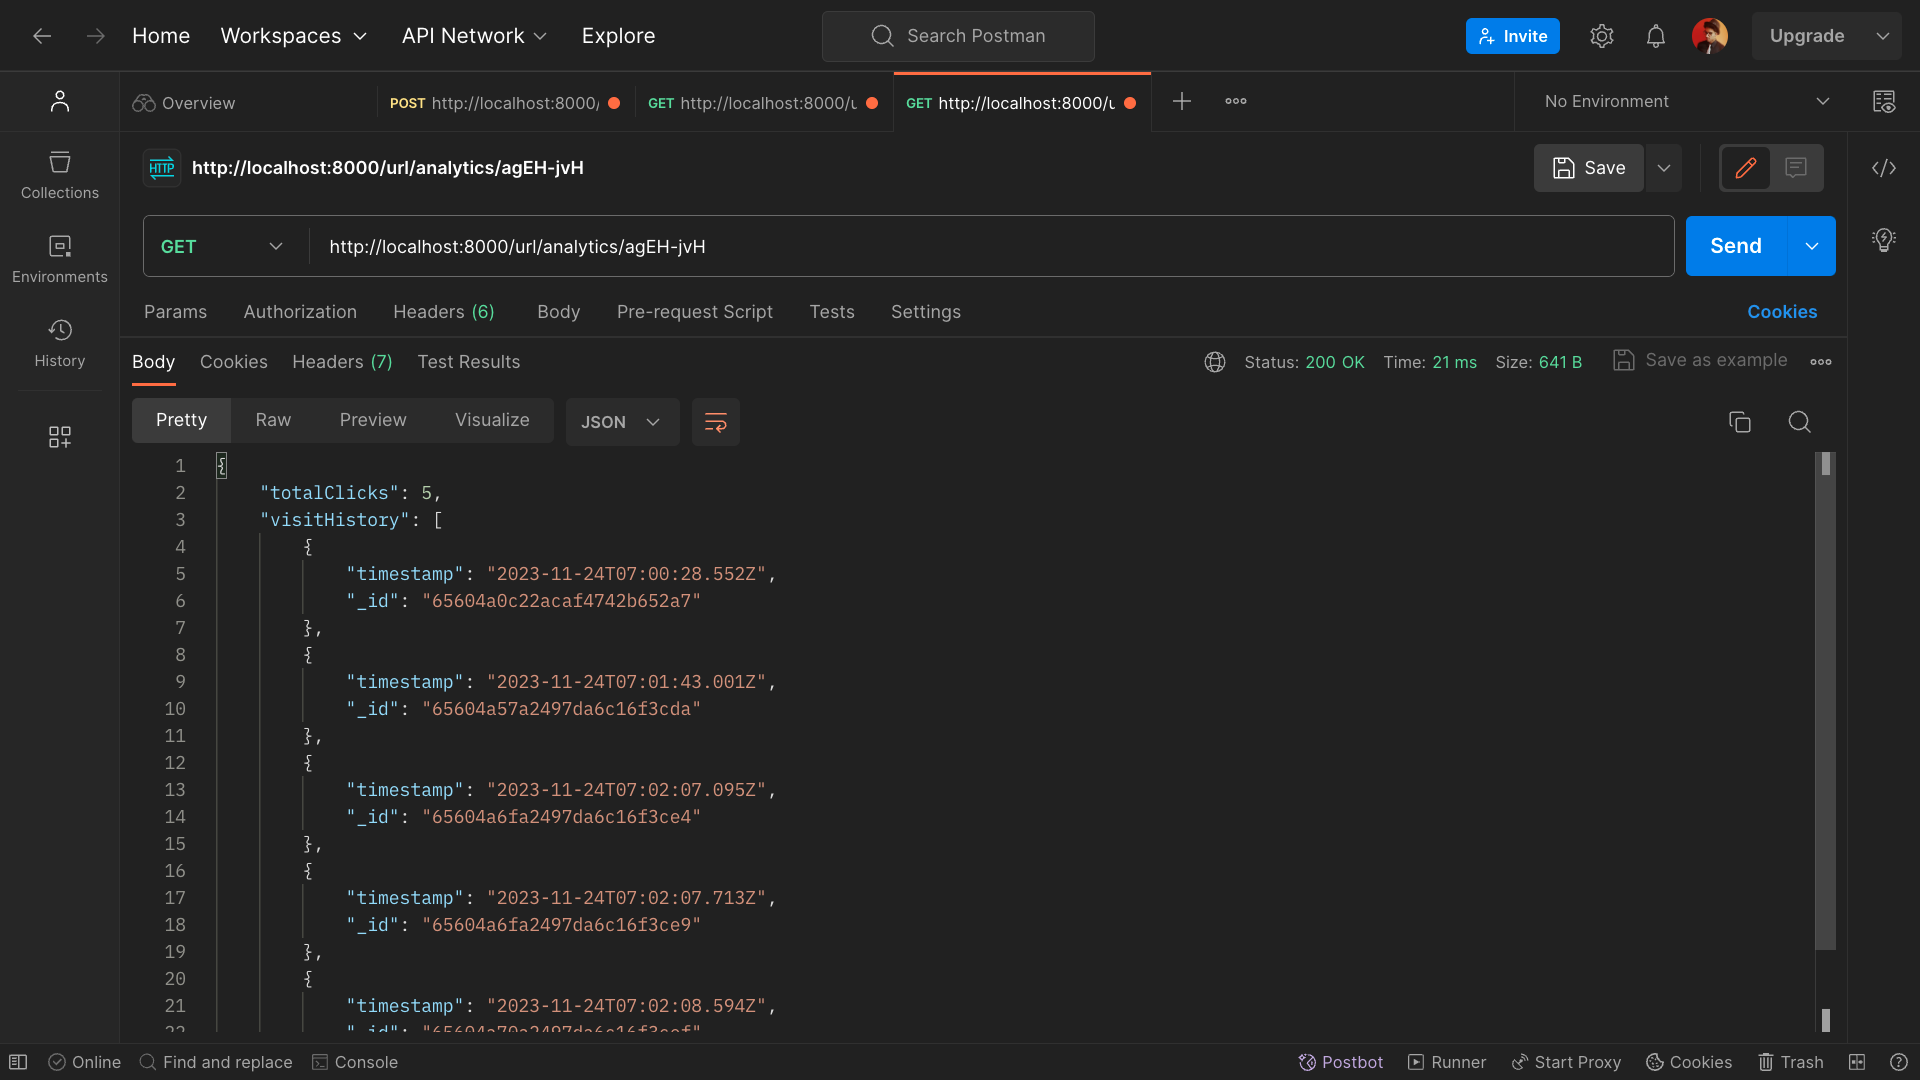 Home Workspaces API Network Explore Search Postman Invite Upgrade
Overview POST http://localhost:8000/ GET http://localhost:8000/u GET http://localhost:8000/u No Environment
HTTP http://localhost:8000/url/analytics/agEH-jvH Save
Collections
Environments
History
GET http://localhost:8000/url/analytics/agEH-jvH Send
Params Authorization Headers (6) Body Pre-request Script Tests Settings Cookies
Body Cookies Headers (7) Test Results Status: 200 OK Time: 21 ms Size: 641 B Save as example
Pretty Raw Preview Visualize JSON
1 {
2 "totalClicks": 5,
3 "visitHistory": [
4 {
5 "timestamp": "2023-11-24T07:00:28.552Z",
6 "_id": "65604a0c22acaf4742b652a7"
7 },
8 {
9 "timestamp": "2023-11-24T07:01:43.001Z",
10 "_id": "65604a57a2497da6c16f3cda"
11 },
12 {
13 "timestamp": "2023-11-24T07:02:07.095Z",
14 "_id": "65604a6fa2497da6c16f3ce4"
15 },
16 {
17 "timestamp": "2023-11-24T07:02:07.713Z",
18 "_id": "65604a6fa2497da6c16f3ce9"
19 },
20 {
21 "timestamp": "2023-11-24T07:02:08.594Z",
22 "_id": "65604a70a2497da6c16f3cef"
Online Find and replace Console Postbot Runner Start Proxy Cookies Trash